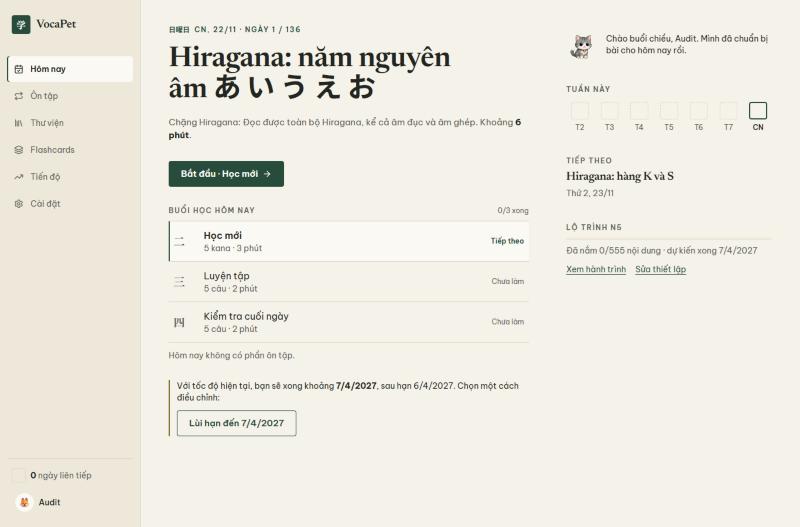 学 VocaPet
Hôm nay
Ôn tập
Thư viện
Flashcards
Tiến độ
Cài đặt
0 ngày liên tiếp
Audit
日曜日 CN, 22/11 · NGÀY 1 / 136
Hiragana: năm nguyên
âm あいうえお
Chặng Hiragana: Đọc được toàn bộ Hiragana, kể cả âm đục và âm ghép. Khoảng 6
phút.
Bắt đầu · Học mới →
BUỔI HỌC HÔM NAY 0/3 xong
二 Học mới Tiếp theo
5 kana · 3 phút
三 Luyện tập Chưa làm
5 câu · 2 phút
四 Kiểm tra cuối ngày Chưa làm
5 câu · 2 phút
Hôm nay không có phần ôn tập.
Với tốc độ hiện tại, bạn sẽ xong khoảng 7/4/2027, sau hạn 6/4/2027. Chọn một cách
điều chỉnh:
Lùi hạn đến 7/4/2027
Chào buổi chiều, Audit. Mình đã chuẩn bị
bài cho hôm nay rồi.
TUẦN NÀY
T2 T3 T4 T5 T6 T7 CN
TIẾP THEO
Hiragana: hàng K và S
Thứ 2, 23/11
LỘ TRÌNH N5
Đã nắm 0/555 nội dung · dự kiến xong 7/4/2027
Xem hành trình Sửa thiết lập